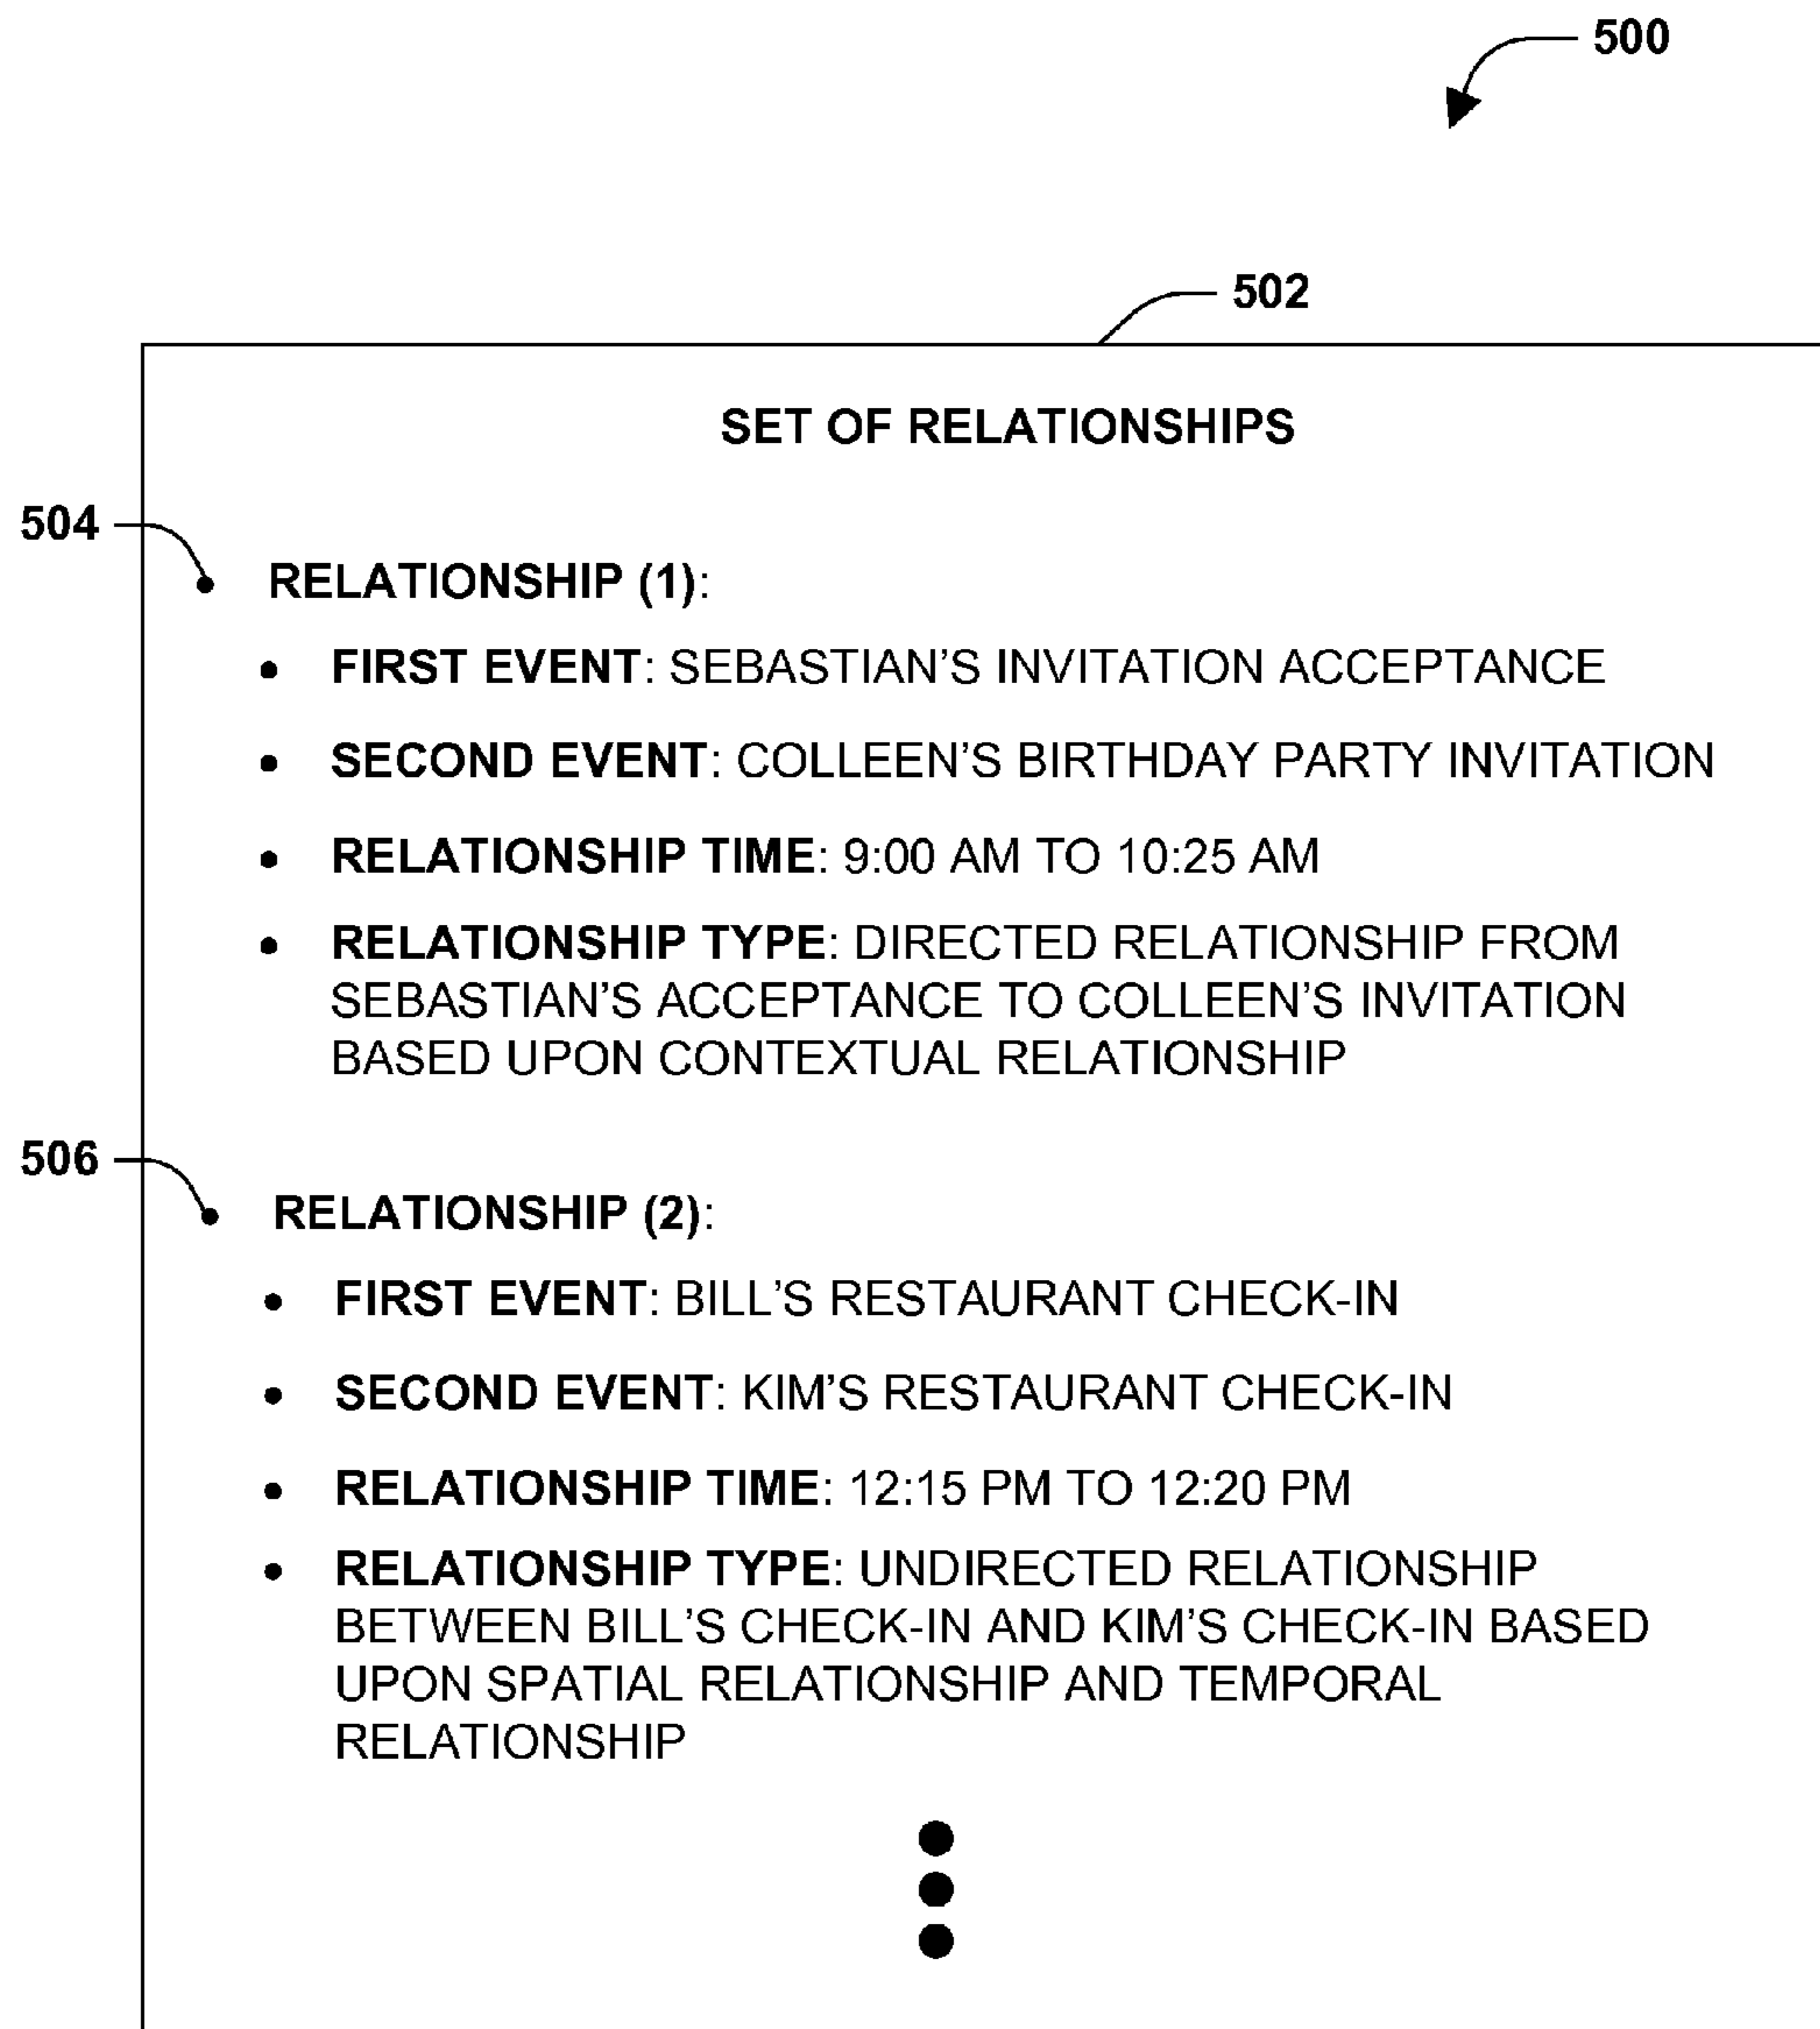 500
502
SET OF RELATIONSHIPS
504
RELATIONSHIP (1):
• FIRST EVENT: SEBASTIAN'S INVITATION ACCEPTANCE
• SECOND EVENT: COLLEEN'S BIRTHDAY PARTY INVITATION
• RELATIONSHIP TIME: 9:00 AM TO 10:25 AM
• RELATIONSHIP TYPE: DIRECTED RELATIONSHIP FROM
SEBASTIAN'S ACCEPTANCE TO COLLEEN'S INVITATION
BASED UPON CONTEXTUAL RELATIONSHIP
506
RELATIONSHIP (2):
• FIRST EVENT: BILL'S RESTAURANT CHECK-IN
• SECOND EVENT: KIM'S RESTAURANT CHECK-IN
• RELATIONSHIP TIME: 12:15 PM TO 12:20 PM
• RELATIONSHIP TYPE: UNDIRECTED RELATIONSHIP
BETWEEN BILL'S CHECK-IN AND KIM'S CHECK-IN BASED
UPON SPATIAL RELATIONSHIP AND TEMPORAL
RELATIONSHIP